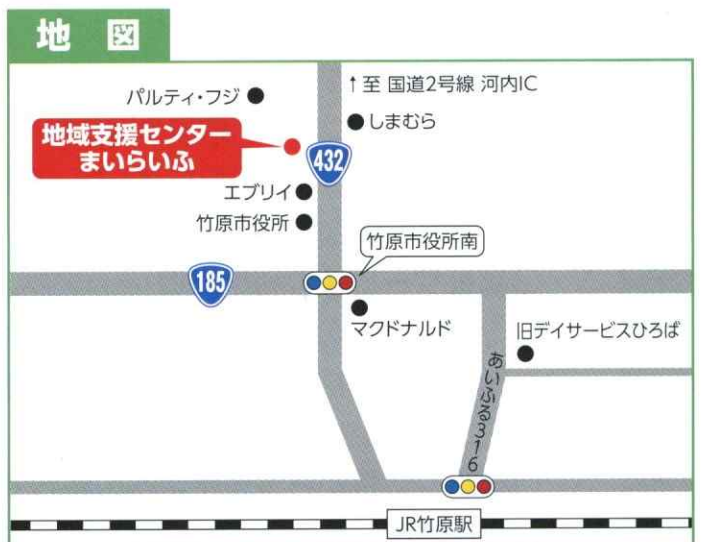 地 図
↑至 国道2号線 河内IC
パルティ・フジ
しまむら
地域支援センター
まいらいふ
432
エブリイ
竹原市役所
竹原市役所南
185
マクドナルド
旧デイサービスひろば
あいふる316
JR竹原駅